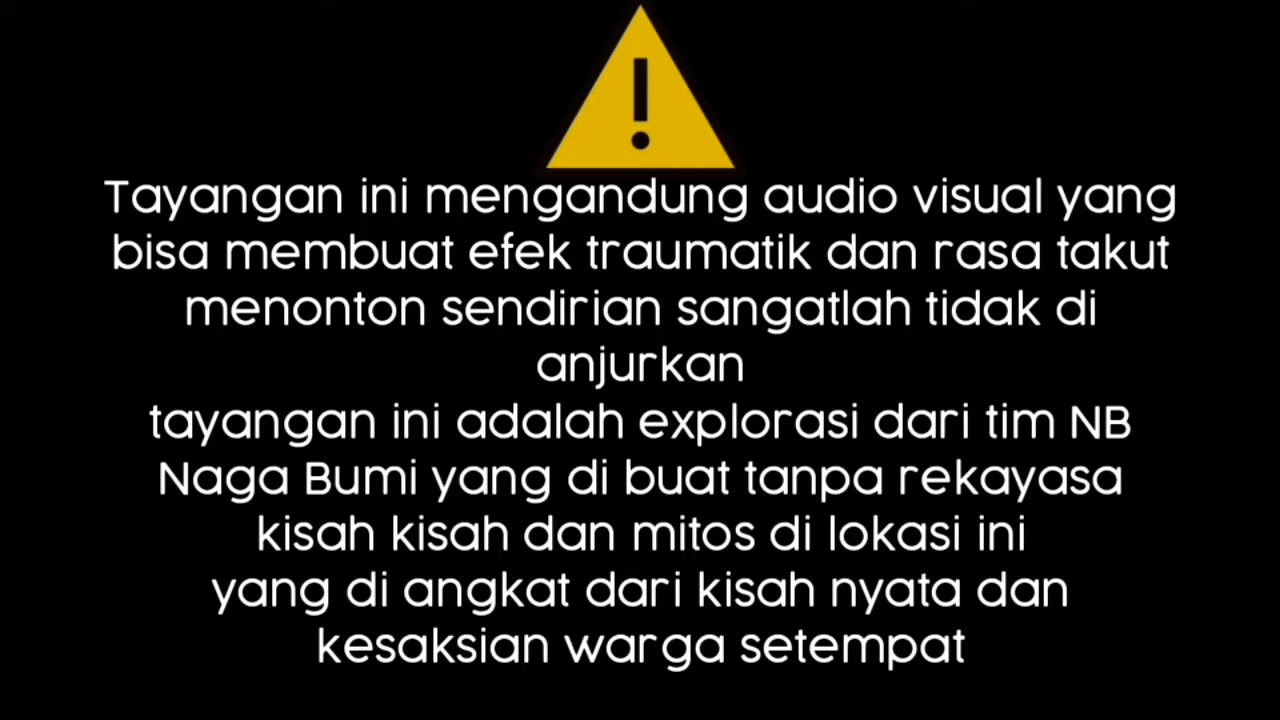 Tayangan ini mengandung audio visual yang
bisa membuat efek traumatik dan rasa takut
menonton sendirian sangatlah tidak di
anjurkan
tayangan ini adalah explorasi dari tim NB
Naga Bumi yang di buat tanpa rekayasa
kisah kisah dan mitos di lokasi ini
yang di angkat dari kisah nyata dan
kesaksian warga setempat